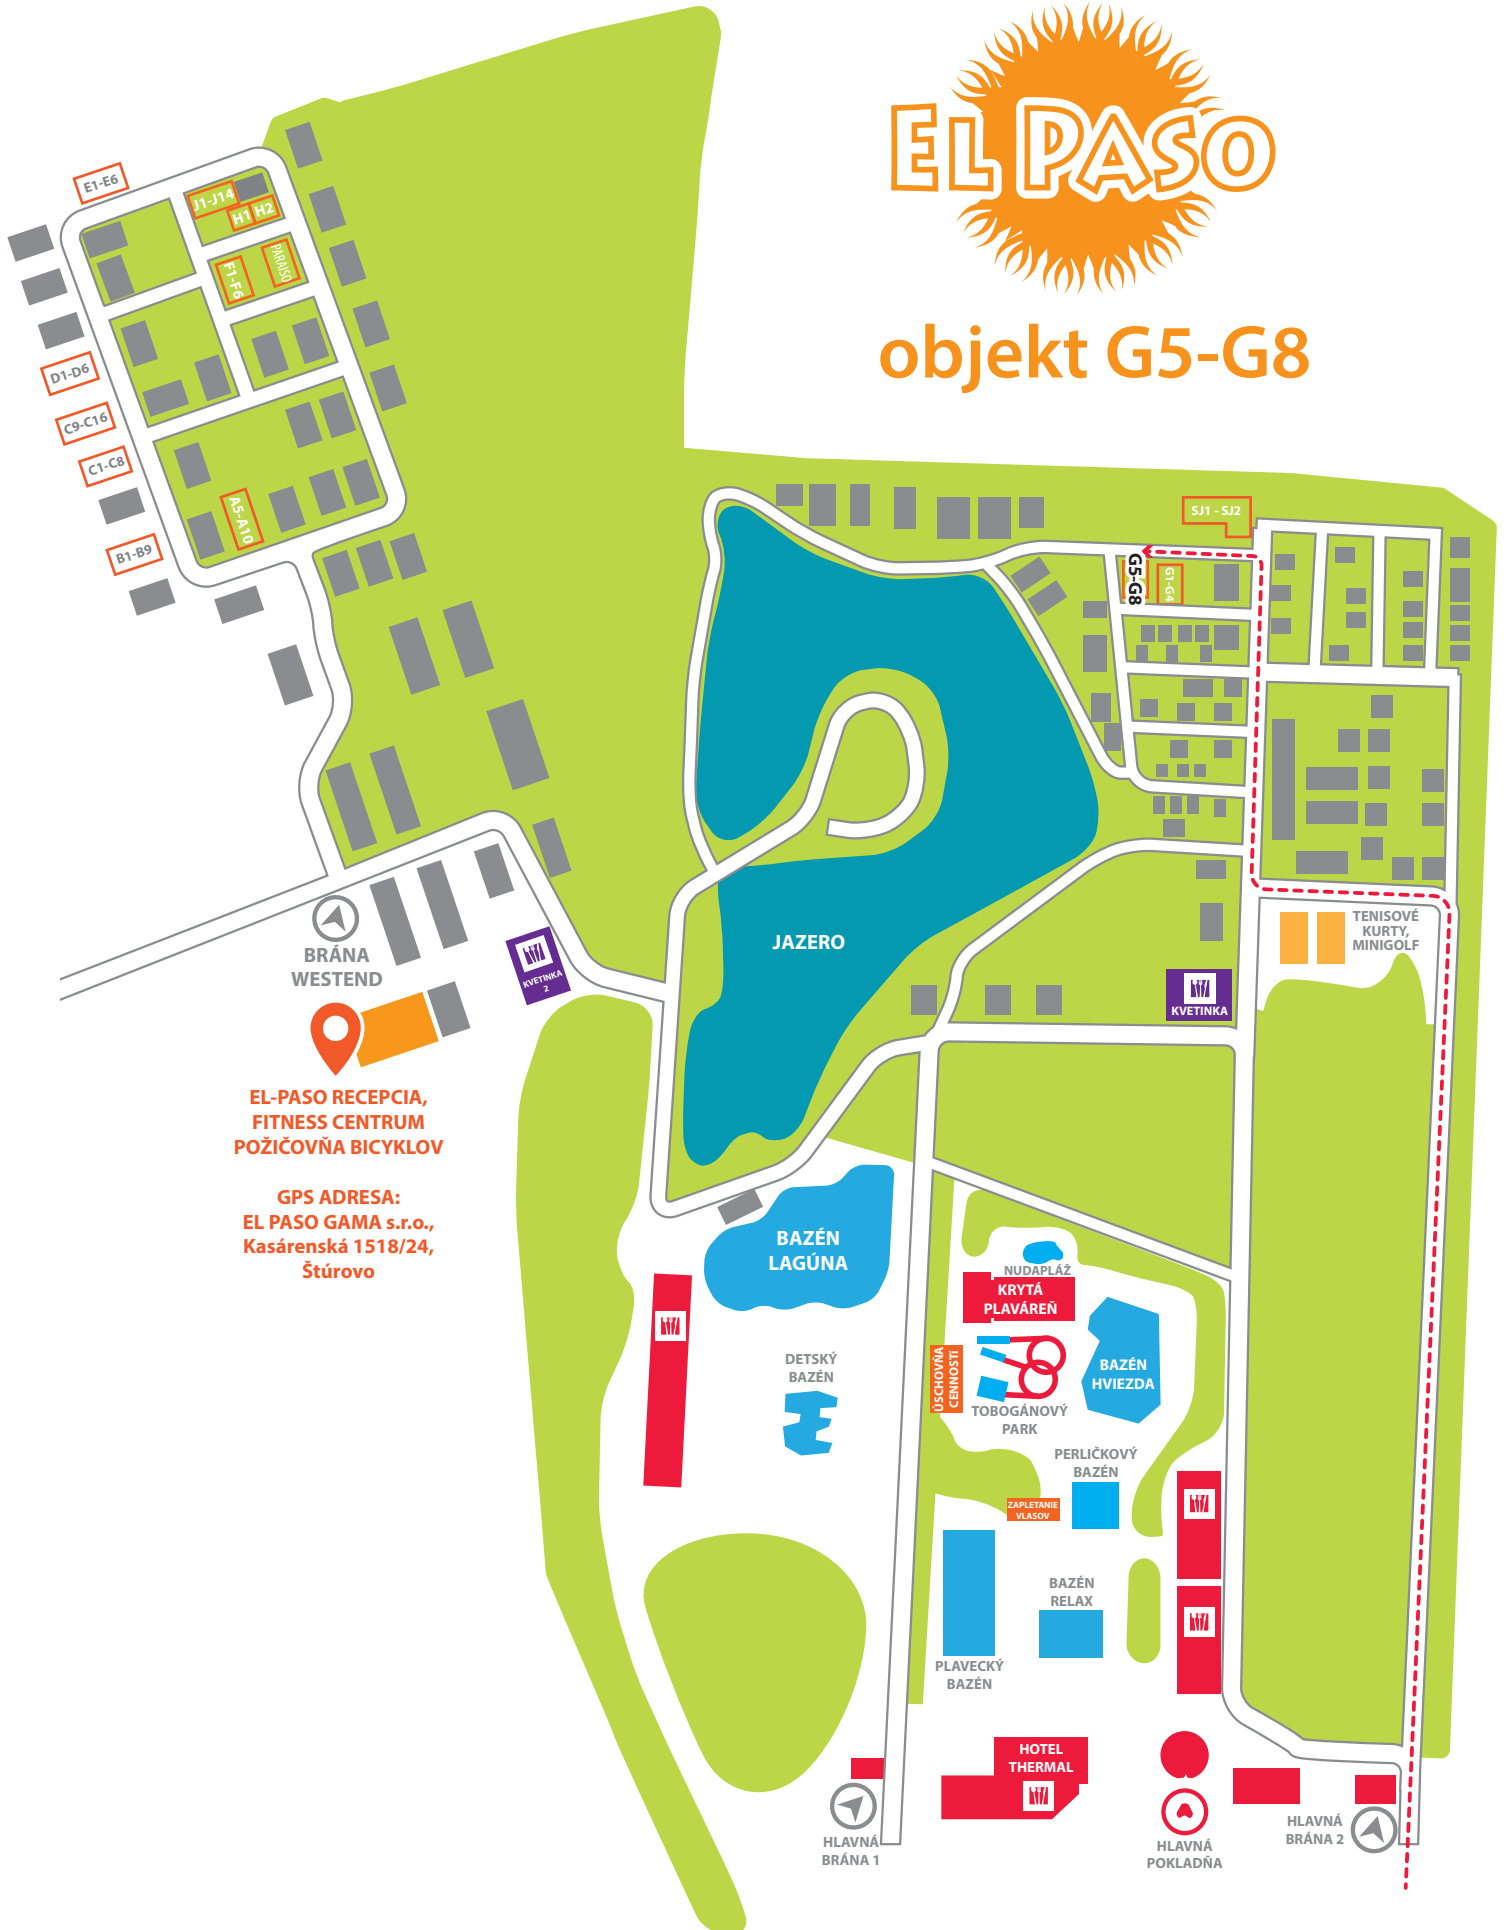 EL PASO
objekt G5-G8
E1-E6
J1-J14
H1
H2
F1-F6
PARAISO
D1-D6
C9-C16
C1-C8
A5-A10
B1-B9
SJ1 - SJ2
G5-G8
G1-G4
BRÁNA
WESTEND
KVETINKA
2
JAZERO
TENISOVÉ
KURTY,
MINIGOLF
KVETINKA
EL-PASO RECEPCIA,
FITNESS CENTRUM
POŽIČOVŇA BICYKLOV
GPS ADRESA:
EL PASO GAMA s.r.o.,
Kasárenská 1518/24,
Štúrovo
BAZÉN
LAGÚNA
NUDAPLÁŽ
KRYTÁ
PLAVÁREŇ
DETSKÝ
BAZÉN
ÚSCHOVŇA
CENNOSTí
BAZÉN
HVIEZDA
TOBOGÁNOVÝ
PARK
PERLIČKOVÝ
BAZÉN
ZAPLETANIE
VLASOV
BAZÉN
RELAX
PLAVECKÝ
BAZÉN
HOTEL
THERMAL
HLAVNÁ
BRÁNA 1
HLAVNÁ
POKLADŇA
HLAVNÁ
BRÁNA 2